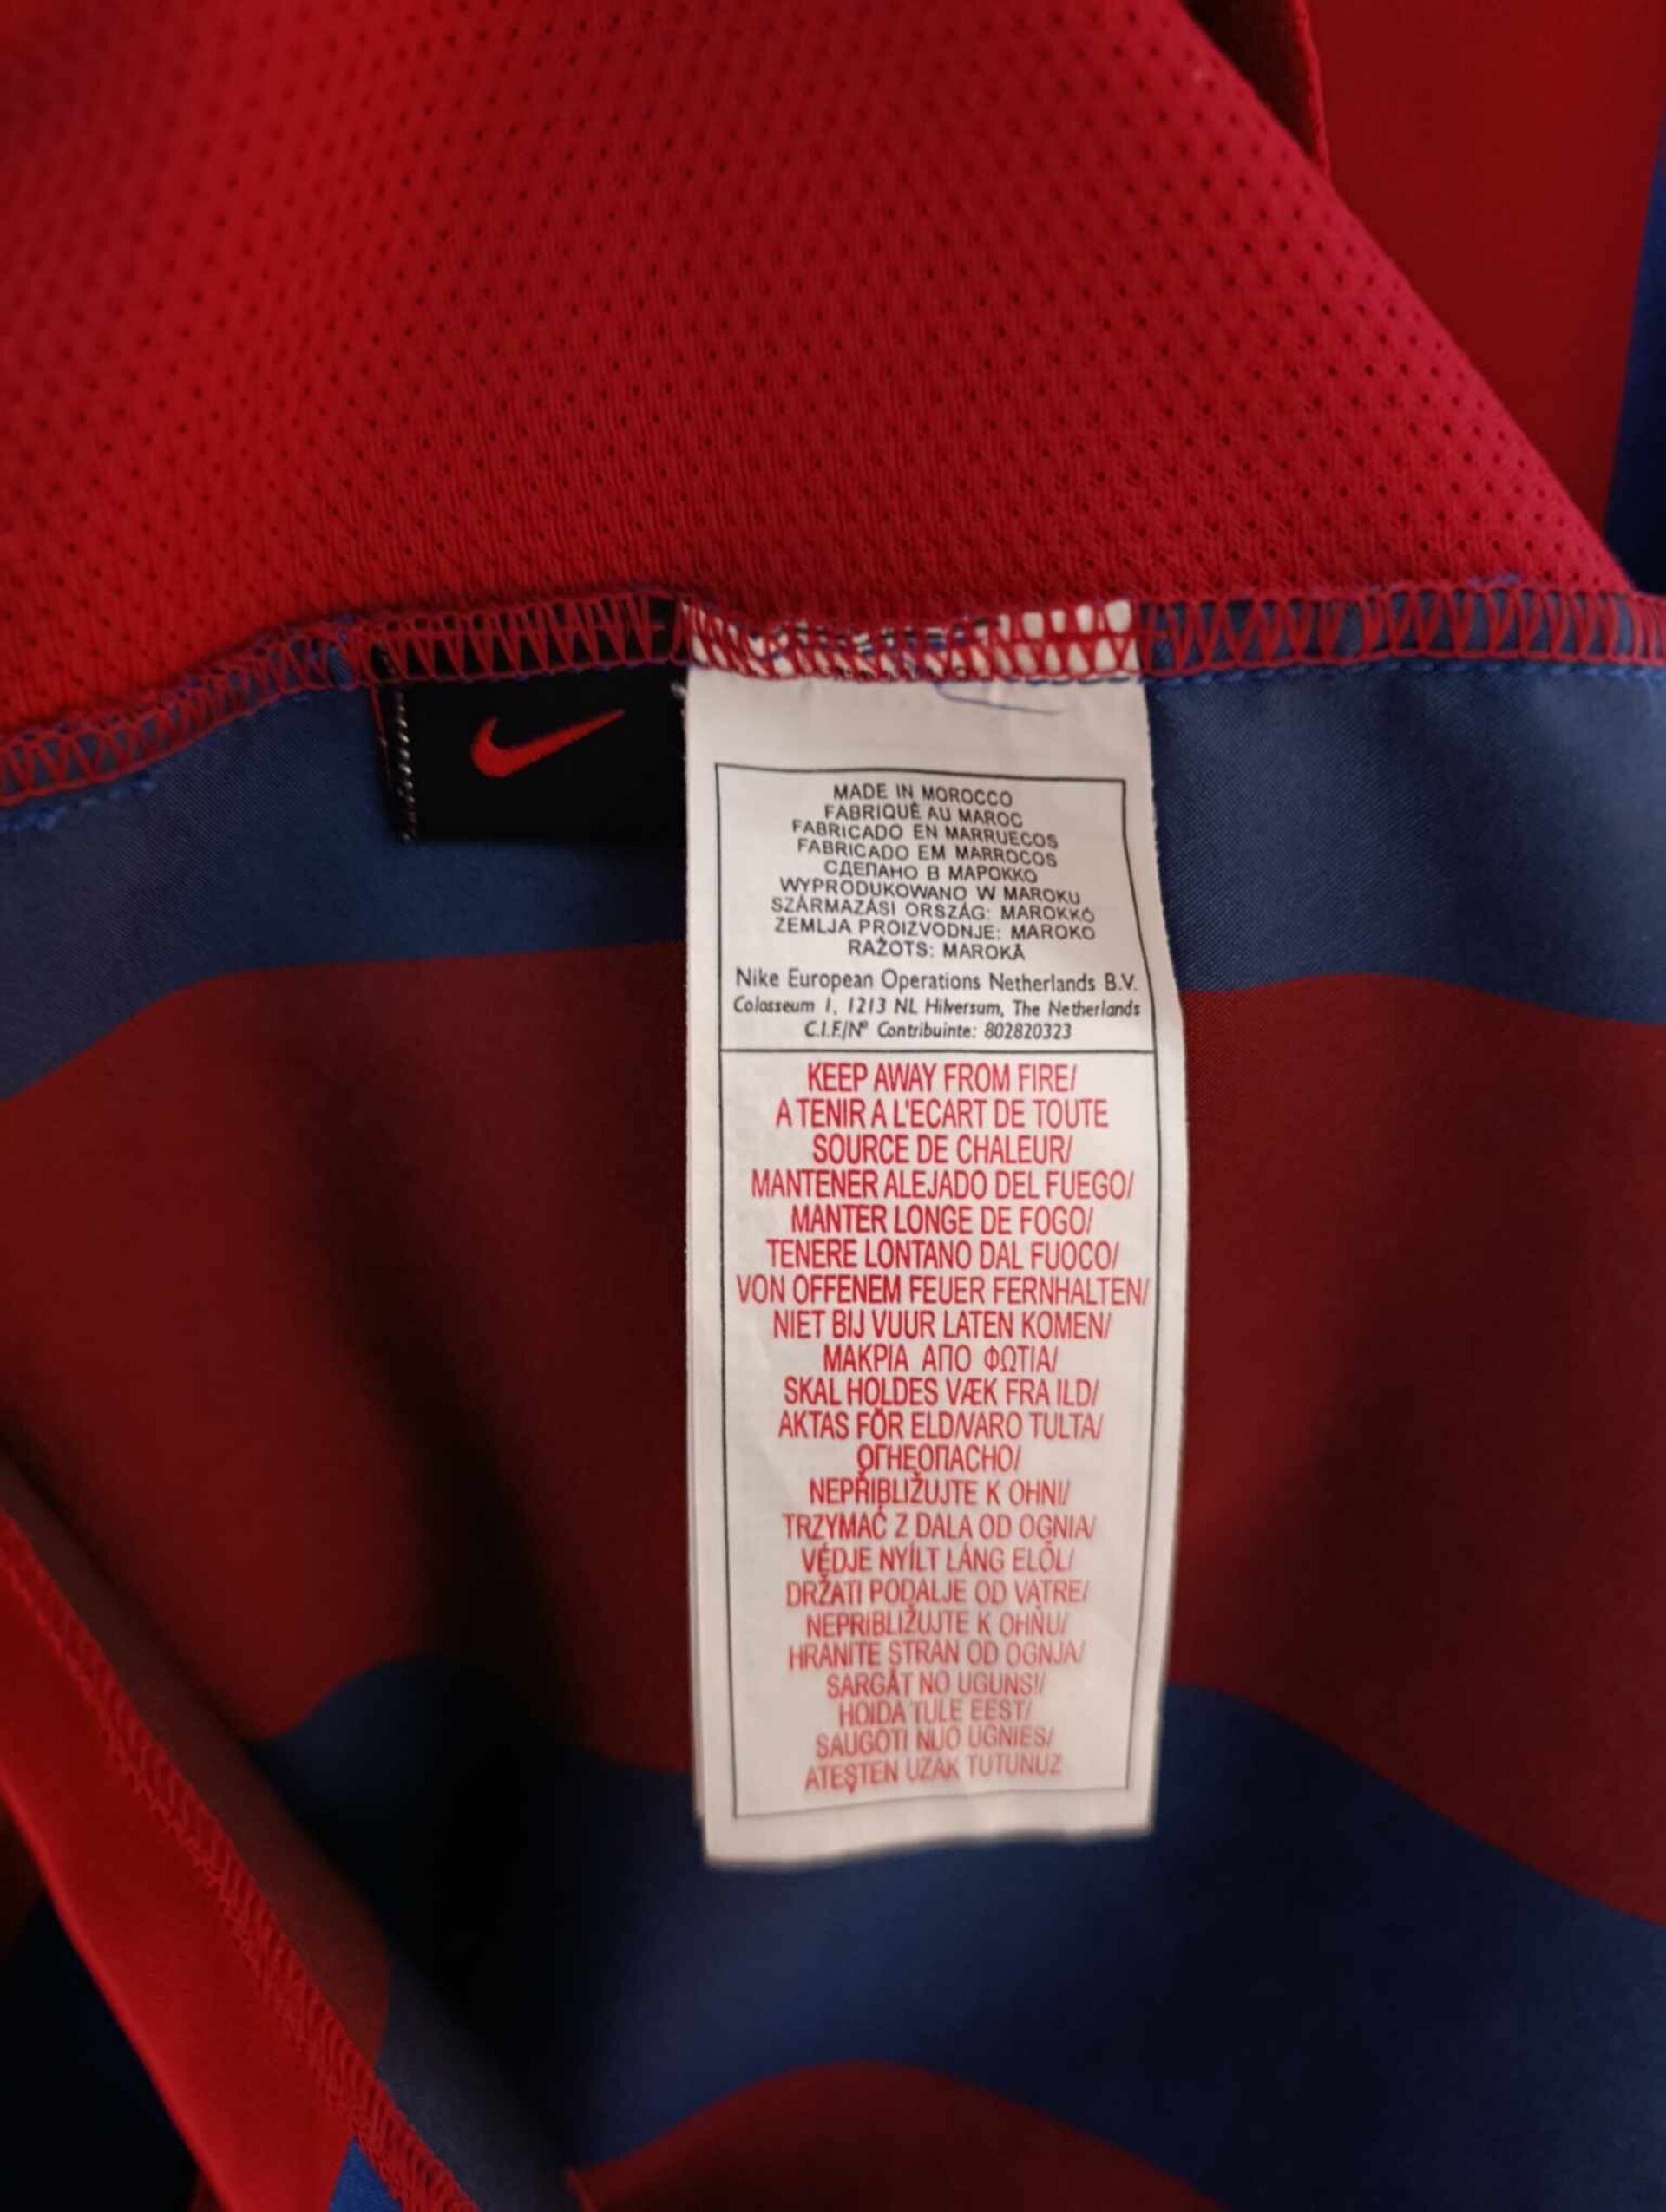 MADE IN MOROCCO
FABRIQUÉ AU MAROC
FABRICADO EN MARRUECOS
FABRICADO EM MARROCOS
СДЕПАНО В МАРОККО
WYPRODUKOWANO W MAROKU
SZÁRMAZÁSI ORSZÁG: MAROKKÓ
ZEMLJA PROIZVODNJE: MAROKO
RAŽOTS: MAROKĀ
Nike European Operations Netherlands B.V.
Colosseum 1, 1213 NL Hilversum, The Netherlands
C.I.F./Nº Contribuinte: 802820323
KEEP AWAY FROM FIRE/
A TENIR A L'ECART DE TOUTE
SOURCE DE CHALEUR/
MANTENER ALEJADO DEL FUEGO/
MANTER LONGE DE FOGO/
TENERE LONTANO DAL FUOCO/
VON OFFENEM FEUER FERNHALTEN/
NIET BIJ VUUR LATEN KOMEN/
ΜΑΚΡΙΑ ΑΠΟ ΦΩΤΙΑ/
SKAL HOLDES VÆK FRA ILD/
AKTAS FÖR ELD/VARO TULTA/
ОГНЕОПАСНО/
NEPŘIBLIŽUJTE K OHNI/
TRZYMAĆ Z DALA OD OGNIA/
VÉDJE NYÍLT LÁNG ELŐL/
DRŽATI PODALJE OD VATRE/
NEPRIBLIŽUJTE K OHŇU/
HRANITE STRAN OD OGNJA/
SARGĀT NO UGUNS!/
HOIDA TULE EEST/
SAUGOTI NUO UGNIES/
ATEŞTEN UZAK TUTUNUZ